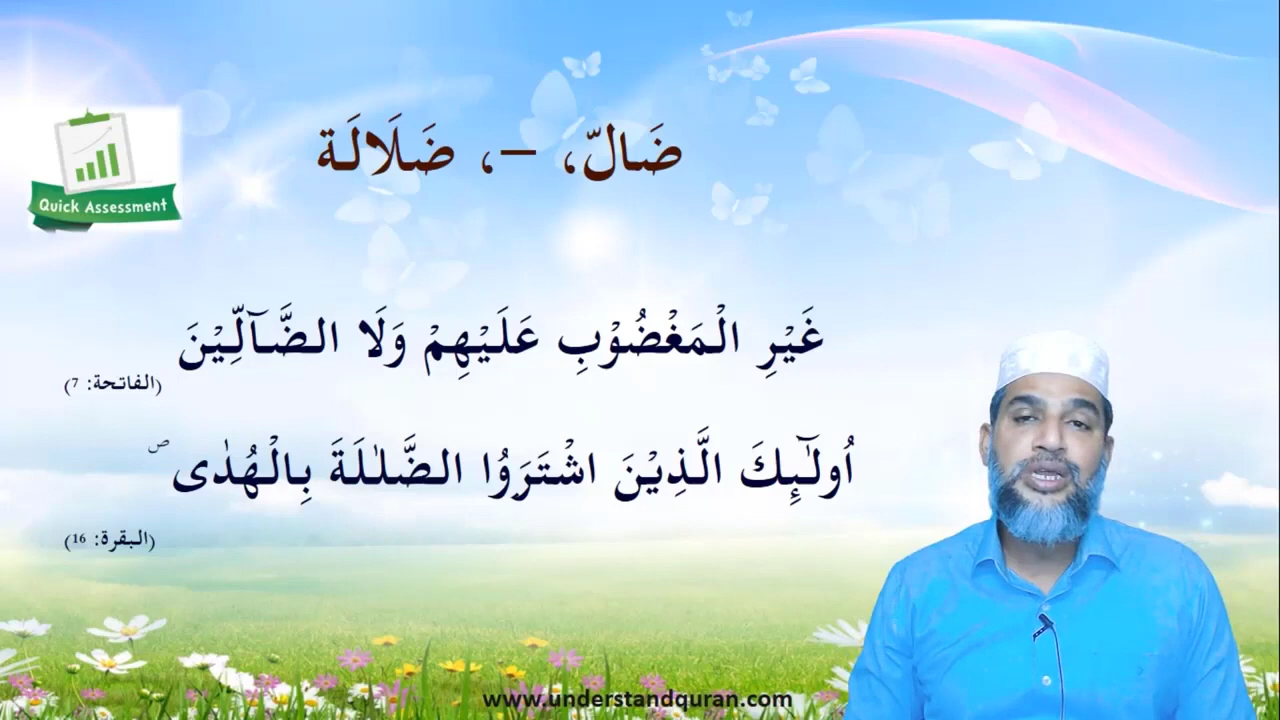 ضَالّ، –، ضَلَالَة
Quick Assessment
غَيْرِ الْمَغْضُوْبِ عَلَيْهِمْ وَلَا الضَّآلِّيْنَ
(الفاتحة: 7)
اُولٰٓئِكَ الَّذِيْنَ اشْتَرَوُا الضَّلٰلَةَ بِالْهُدٰى ۖ
(البقرة: 16)
www.understandquran.com